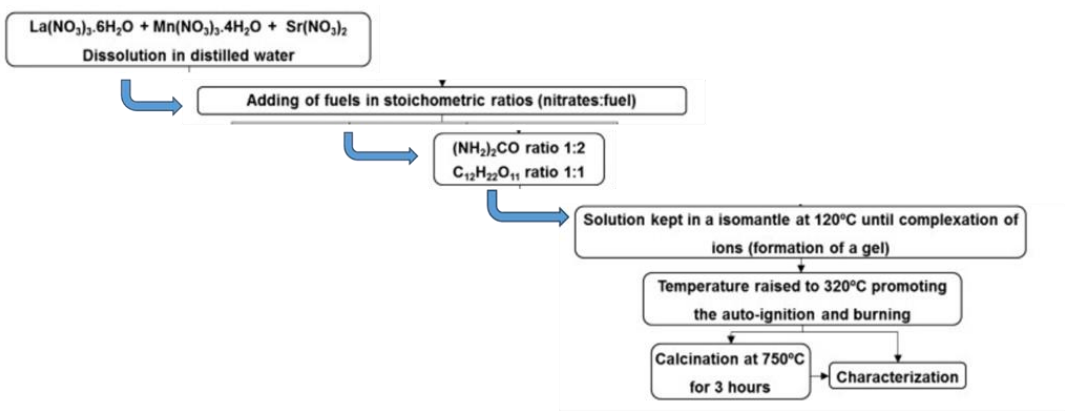 La(NO₃)₃.6H₂O + Mn(NO₃)₃.4H₂O + Sr(NO₃)₂
Dissolution in distilled water
Adding of fuels in stoichometric ratios (nitrates:fuel)
(NH₂)₂CO ratio 1:2
C₁₂H₂₂O₁₁ ratio 1:1
Solution kept in a isomantle at 120ºC until complexation of
ions (formation of a gel)
Temperature raised to 320ºC promoting
the auto-ignition and burning
Calcination at 750ºC
for 3 hours
Characterization